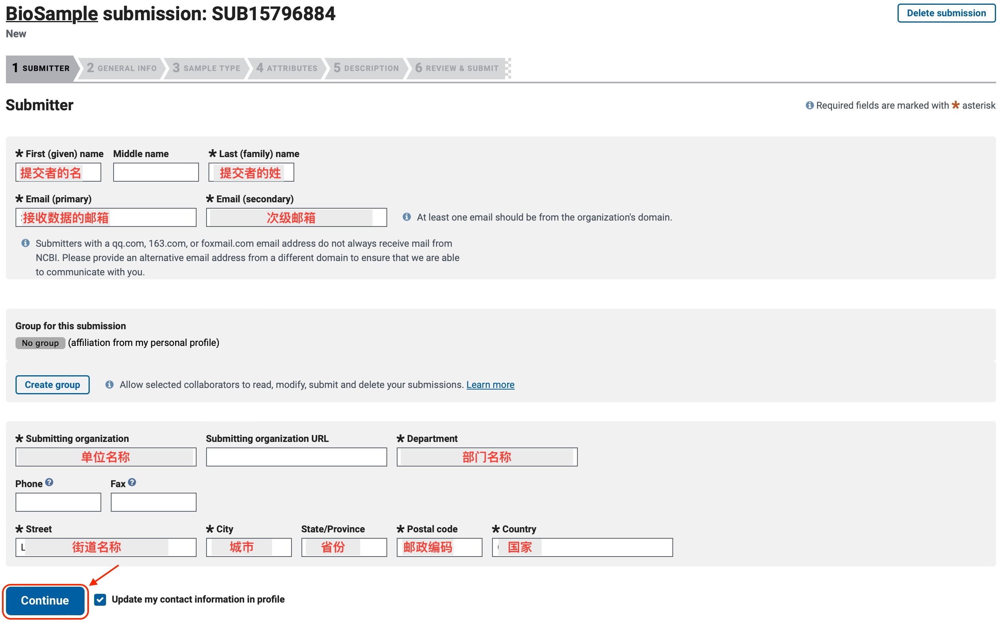 BioSample submission: SUB15796884
Delete submission
New
1 SUBMITTER 2 GENERAL INFO 3 SAMPLE TYPE 4 ATTRIBUTES 5 DESCRIPTION 6 REVIEW & SUBMIT
Submitter
Required fields are marked with * asterisk
* First (given) name Middle name * Last (family) name
提交者的名 提交者的姓
* Email (primary) * Email (secondary)
接收数据的邮箱 次级邮箱 At least one email should be from the organization's domain.
Submitters with a qq.com, 163.com, or foxmail.com email address do not always receive mail from
NCBI. Please provide an alternative email address from a different domain to ensure that we are able
to communicate with you.
Group for this submission
No group (affiliation from my personal profile)
Create group Allow selected collaborators to read, modify, submit and delete your submissions. Learn more
* Submitting organization Submitting organization URL * Department
单位名称 部门名称
Phone ? Fax ?
* Street * City State/Province * Postal code * Country
L 街道名称 城市 省份 邮政编码 国家
Continue Update my contact information in profile